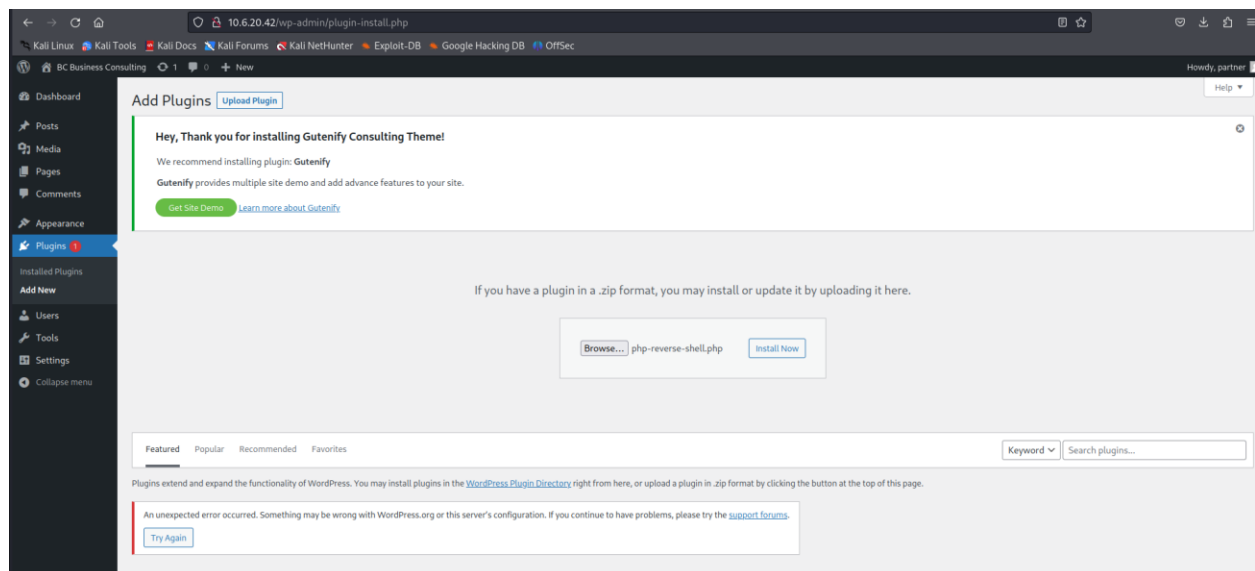 10.6.20.42/wp-admin/plugin-install.php
Kali Linux Kali Tools Kali Docs Kali Forums Kali NetHunter Exploit-DB Google Hacking DB OffSec
BC Business Consulting 1 0 + New Howdy, partner
Help
Dashboard
Posts
Media
Pages
Comments
Appearance
Plugins 1
Installed Plugins
Add New
Users
Tools
Settings
Collapse menu
Add Plugins Upload Plugin
Hey, Thank you for installing Gutenify Consulting Theme!
We recommend installing plugin: Gutenify
Gutenify provides multiple site demo and add advance features to your site.
Get Site Demo Learn more about Gutenify
If you have a plugin in a .zip format, you may install or update it by uploading it here.
Browse... php-reverse-shell.php Install Now
Featured Popular Recommended Favorites Keyword Search plugins...
Plugins extend and expand the functionality of WordPress. You may install plugins in the WordPress Plugin Directory right from here, or upload a plugin in .zip format by clicking the button at the top of this page.
An unexpected error occurred. Something may be wrong with WordPress.org or this server's configuration. If you continue to have problems, please try the support forums.
Try Again